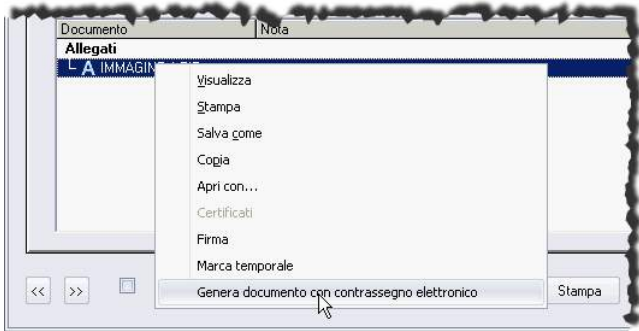 Documento Nota
Allegati
A IMMAGIN
Visualizza
Stampa
Salva come
Copia
Apri con...
Certificati
Firma
Marca temporale
Genera documento con contrassegno elettronico
<< >> Stampa